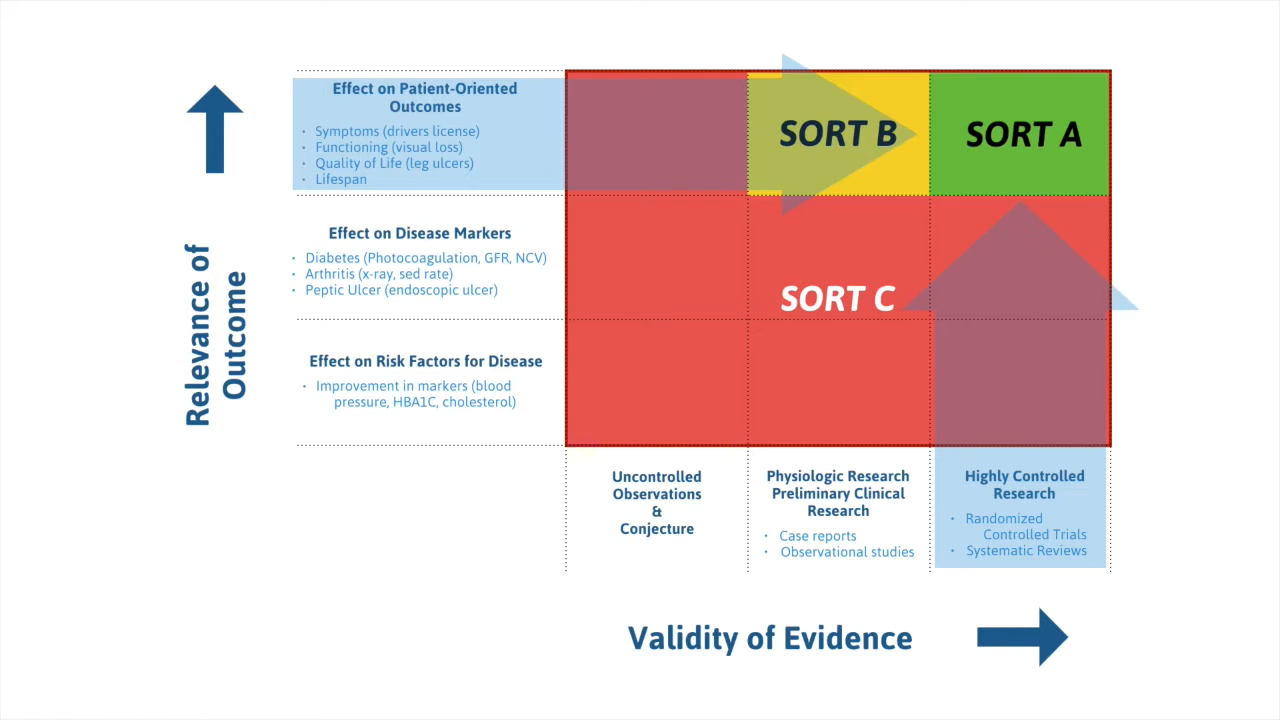 Effect on Patient-Oriented
Outcomes
· Symptoms (drivers license)
· Functioning (visual loss)
· Quality of Life (leg ulcers)
· Lifespan
SORT B
SORT A
Relevance of
Outcome
Effect on Disease Markers
· Diabetes (Photocoagulation, GFR, NCV)
· Arthritis (x-ray, sed rate)
· Peptic Ulcer (endoscopic ulcer)
SORT C
Effect on Risk Factors for Disease
· Improvement in markers (blood
pressure, HBA1C, cholesterol)
Uncontrolled
Observations
&
Conjecture
Physiologic Research
Preliminary Clinical
Research
· Case reports
· Observational studies
Highly Controlled
Research
· Randomized
Controlled Trials
· Systematic Reviews
Validity of Evidence